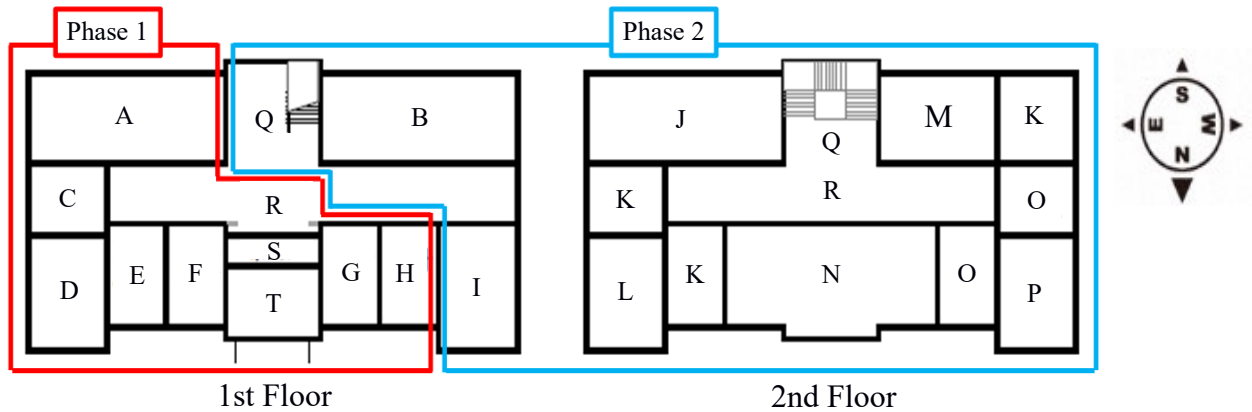 Phase 1
Phase 2
A
Q
B
J
Q
M
K
C
R
K
R
O
D
E
F
S
T
G
H
I
L
K
N
O
P
S
E
W
N
1st Floor
2nd Floor